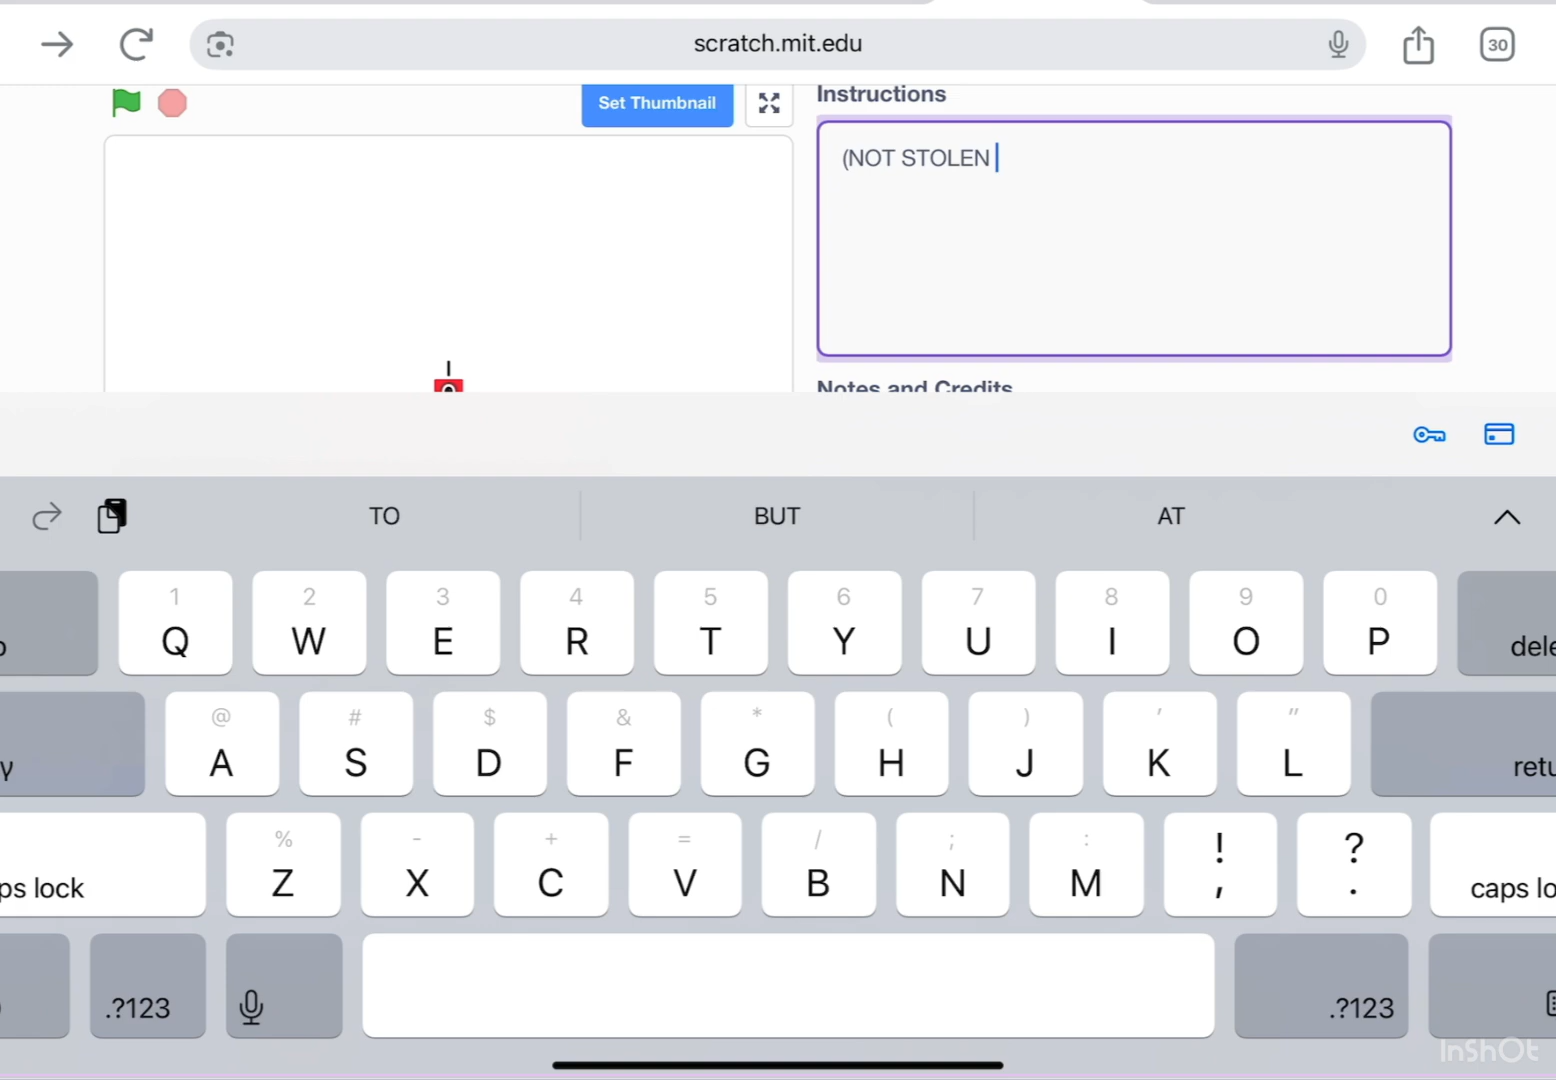 scratch.mit.edu
30
Set Thumbnail
Instructions
(NOT STOLEN
Notes and Credits
TO BUT AT
1 2 3 4 5 6 7 8 9 0
Q W E R T Y U I O P dele
@ # $ & * ( ) ' "
y A S D F G H J K L retu
% - + = / ; : ! ?
ps lock Z X C V B N M , . caps lo
.?123 .?123
InShOt